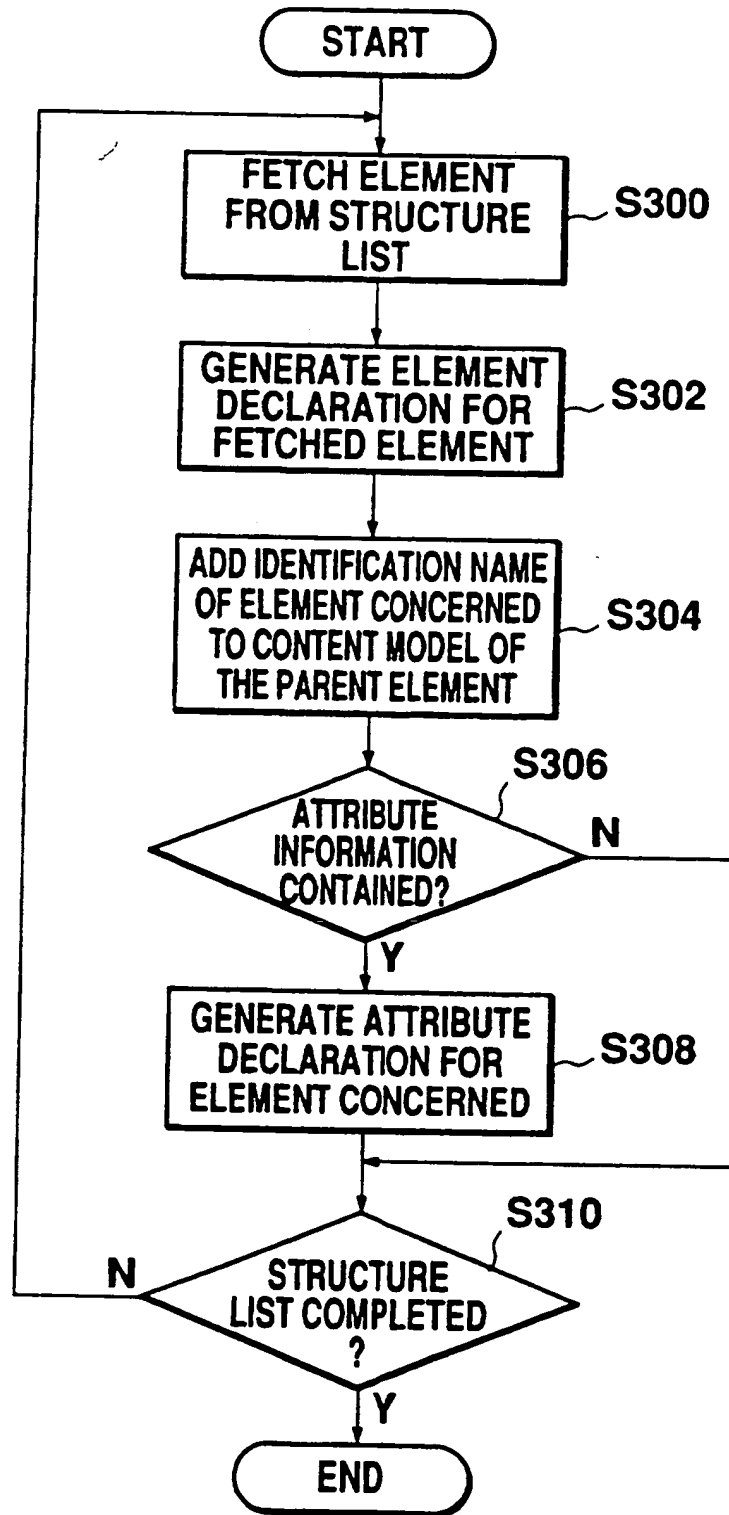 START
FETCH ELEMENT
FROM STRUCTURE
LIST
S300
GENERATE ELEMENT
DECLARATION FOR
FETCHED ELEMENT
S302
ADD IDENTIFICATION NAME
OF ELEMENT CONCERNED
TO CONTENT MODEL OF
THE PARENT ELEMENT
S304
S306
ATTRIBUTE
INFORMATION
CONTAINED?
N
Y
GENERATE ATTRIBUTE
DECLARATION FOR
ELEMENT CONCERNED
S308
S310
N
STRUCTURE
LIST COMPLETED
?
Y
END